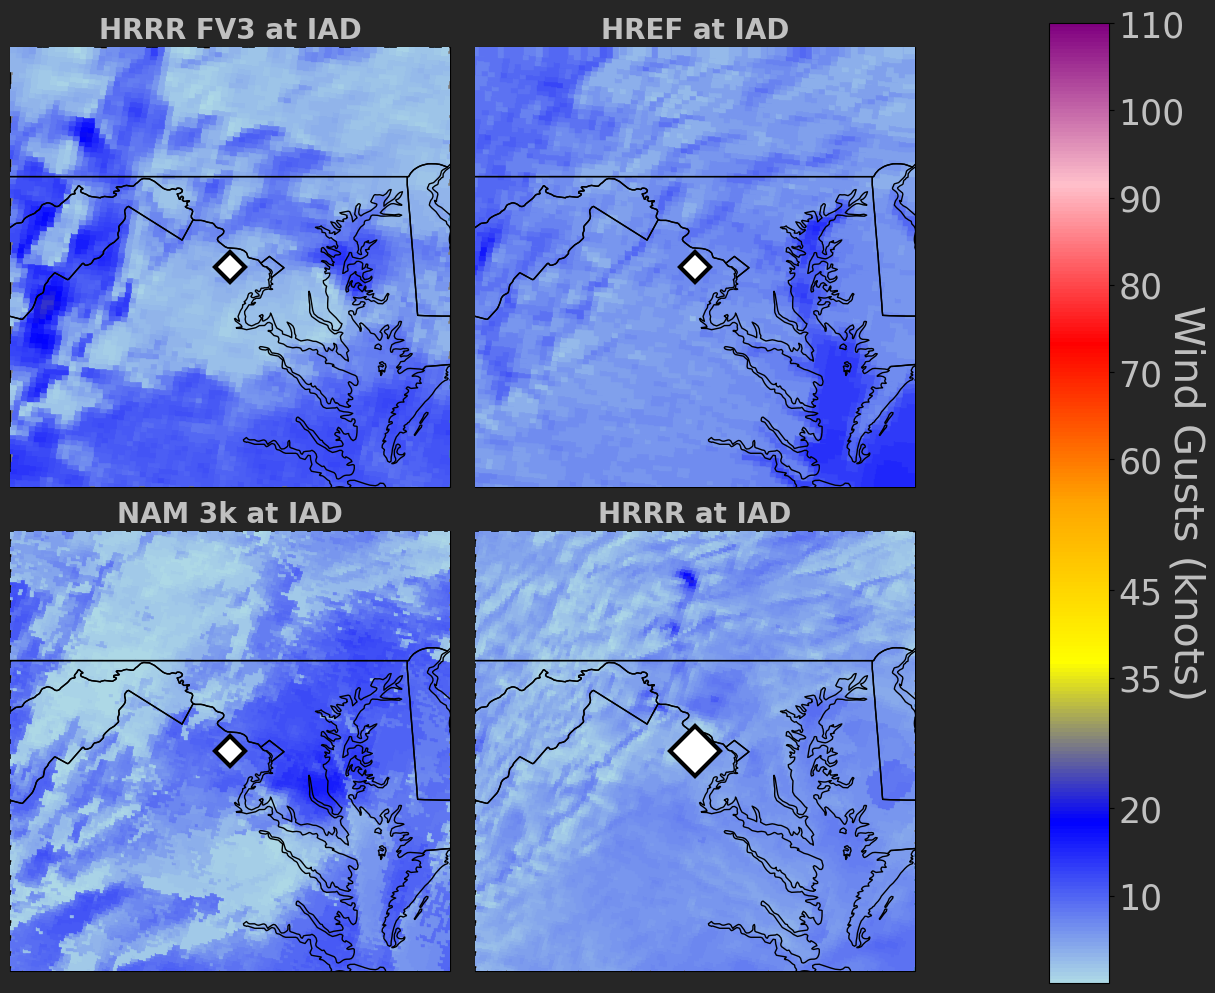 HRRR FV3 at IAD
HREF at IAD
NAM 3k at IAD
HRRR at IAD
110
100
90
80
70
60
45
35
20
10
Wind Gusts (knots)